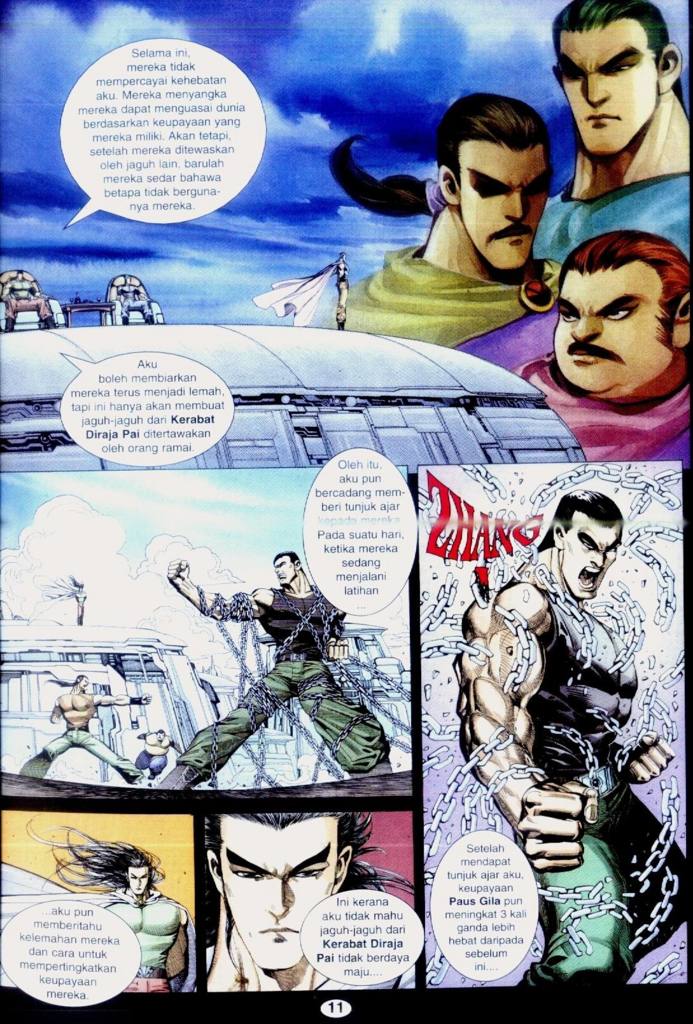 Selama ini,
mereka tidak
mempercayai kehebatan
aku. Mereka menyangka
mereka dapat menguasai dunia
berdasarkan keupayaan yang
mereka miliki. Akan tetapi,
setelah mereka ditewaskan
oleh jaguh lain, barulah
mereka sedar bahawa
betapa tidak berguna-
nya mereka.
Aku
boleh membiarkan
mereka terus menjadi lemah,
tapi ini hanya akan membuat
jaguh-jaguh dari Kerabat
Diraja Pai ditertawakan
oleh orang ramai.
Oleh itu,
aku pun
bercadang mem-
beri tunjuk ajar
kepada mereka.
Pada suatu hari,
ketika mereka
sedang
menjalani
latihan
...
ZHANG
!
Setelah
mendapat
tunjuk ajar aku,
keupayaan
Paus Gila pun
meningkat 3 kali
ganda lebih
hebat daripada
sebelum
ini....
...aku pun
memberitahu
kelemahan mereka
dan cara untuk
mempertingkatkan
keupayaan
mereka.
Ini kerana
aku tidak mahu
jaguh-jaguh dari
Kerabat Diraja
Pai tidak berdaya
maju....
11